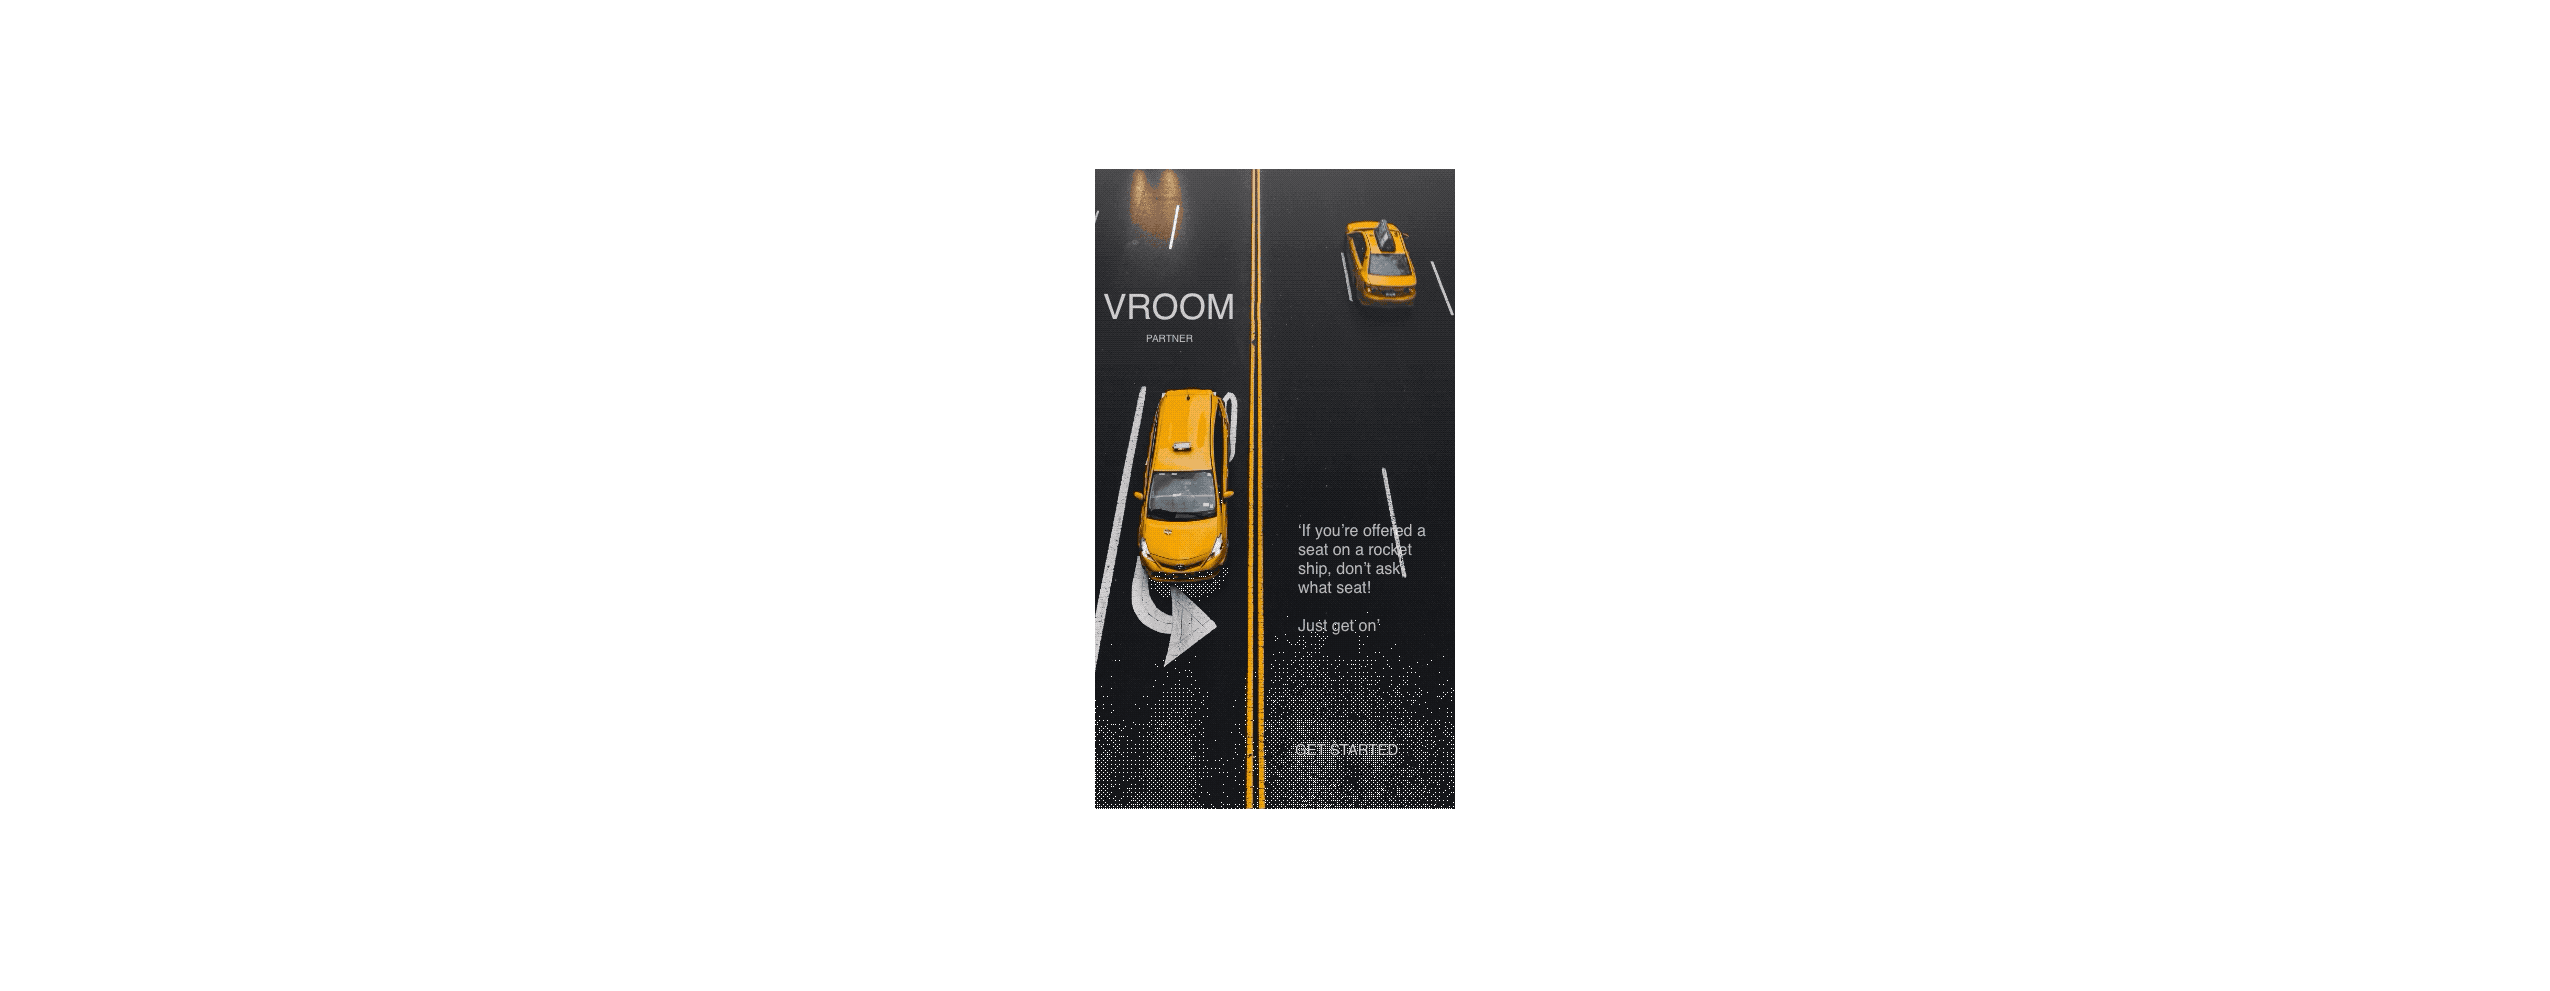 VROOM
PARTNER
‘If you’re offered a
seat on a rocket
ship, don’t ask
what seat!
Just get on’
GET STARTED